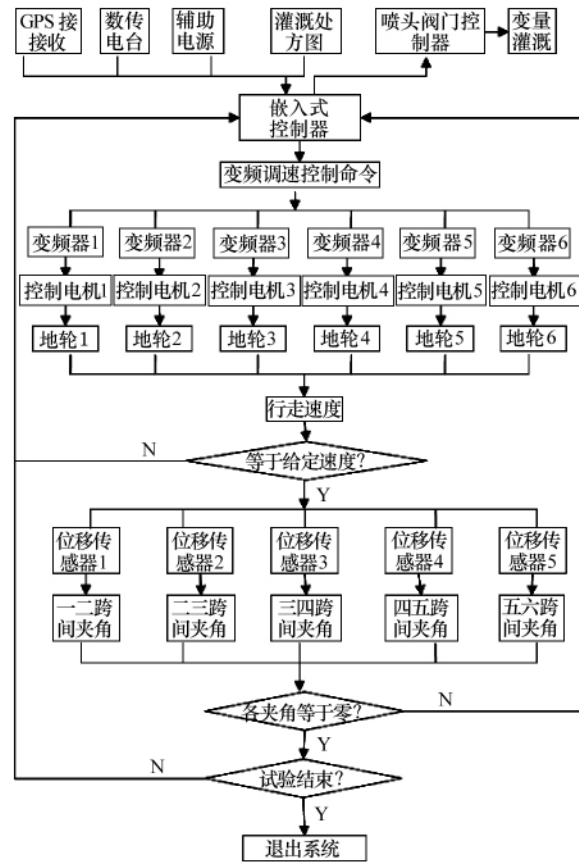 GPS 接
接收
数传
电台
辅助
电源
灌溉处
方图
喷头阀门控
制器
变量
灌溉
嵌入式
控制器
变频调速控制命令
变频器1
变频器2
变频器3
变频器4
变频器5
变频器6
控制电机1
控制电机2
控制电机3
控制电机4
控制电机5
控制电机6
地轮1
地轮2
地轮3
地轮4
地轮5
地轮6
行走速度
N
等于给定速度?
Y
位移传
感器1
位移传
感器2
位移传
感器3
位移传
感器4
位移传
感器5
一二跨
间夹角
二三跨
间夹角
三四跨
间夹角
四五跨
间夹角
五六跨
间夹角
各夹角等于零?
N
Y
N
试验结束?
Y
退出系统